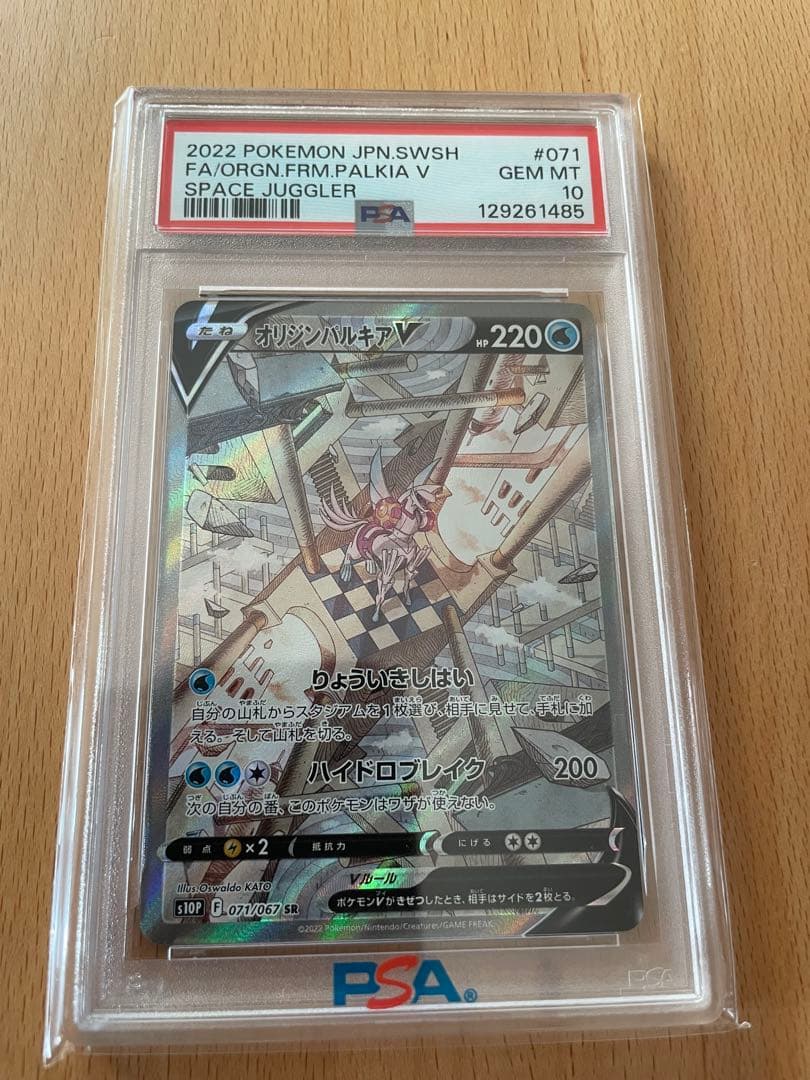 2022 POKEMON JPN.SWSH #071
FA/ORGN.FRM.PALKIA V GEM MT
SPACE JUGGLER 10
PSA 129261485
たね オリジンパルキアV HP 220
りょういきしはい
自分の山札からスタジアムを1枚選び、相手に見せて、手札に加
える。そして山札を切る。
ハイドロブレイク 200
次の自分の番、このポケモンはワザが使えない。
弱点 ×2 抵抗力 にげる
Vルール
ポケモンVがきぜつしたとき、相手はサイドを2枚とる。
Illus. Oswaldo KATO
s10P F 071/067 SR
©2022 Pokémon/Nintendo/Creatures/GAME FREAK.
PSA®
PSA